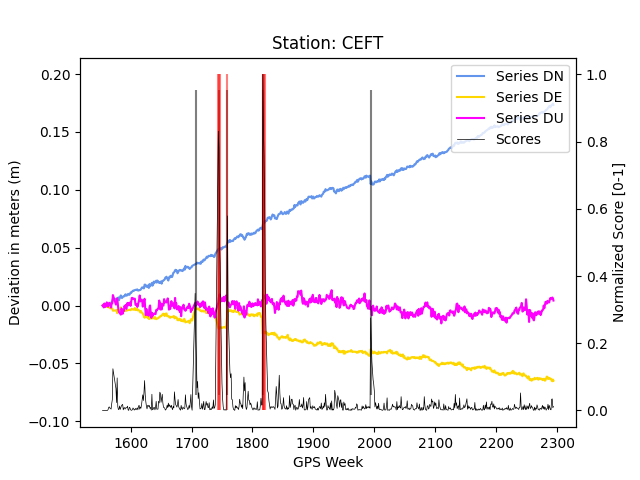 Station: CEFT
Series DN
Series DE
Series DU
Scores
Deviation in meters (m)
0.20
0.15
0.10
0.05
0.00
−0.05
−0.10
1.0
0.8
0.6
0.4
0.2
0.0
Normalized Score [0-1]
1600 1700 1800 1900 2000 2100 2200 2300
GPS Week